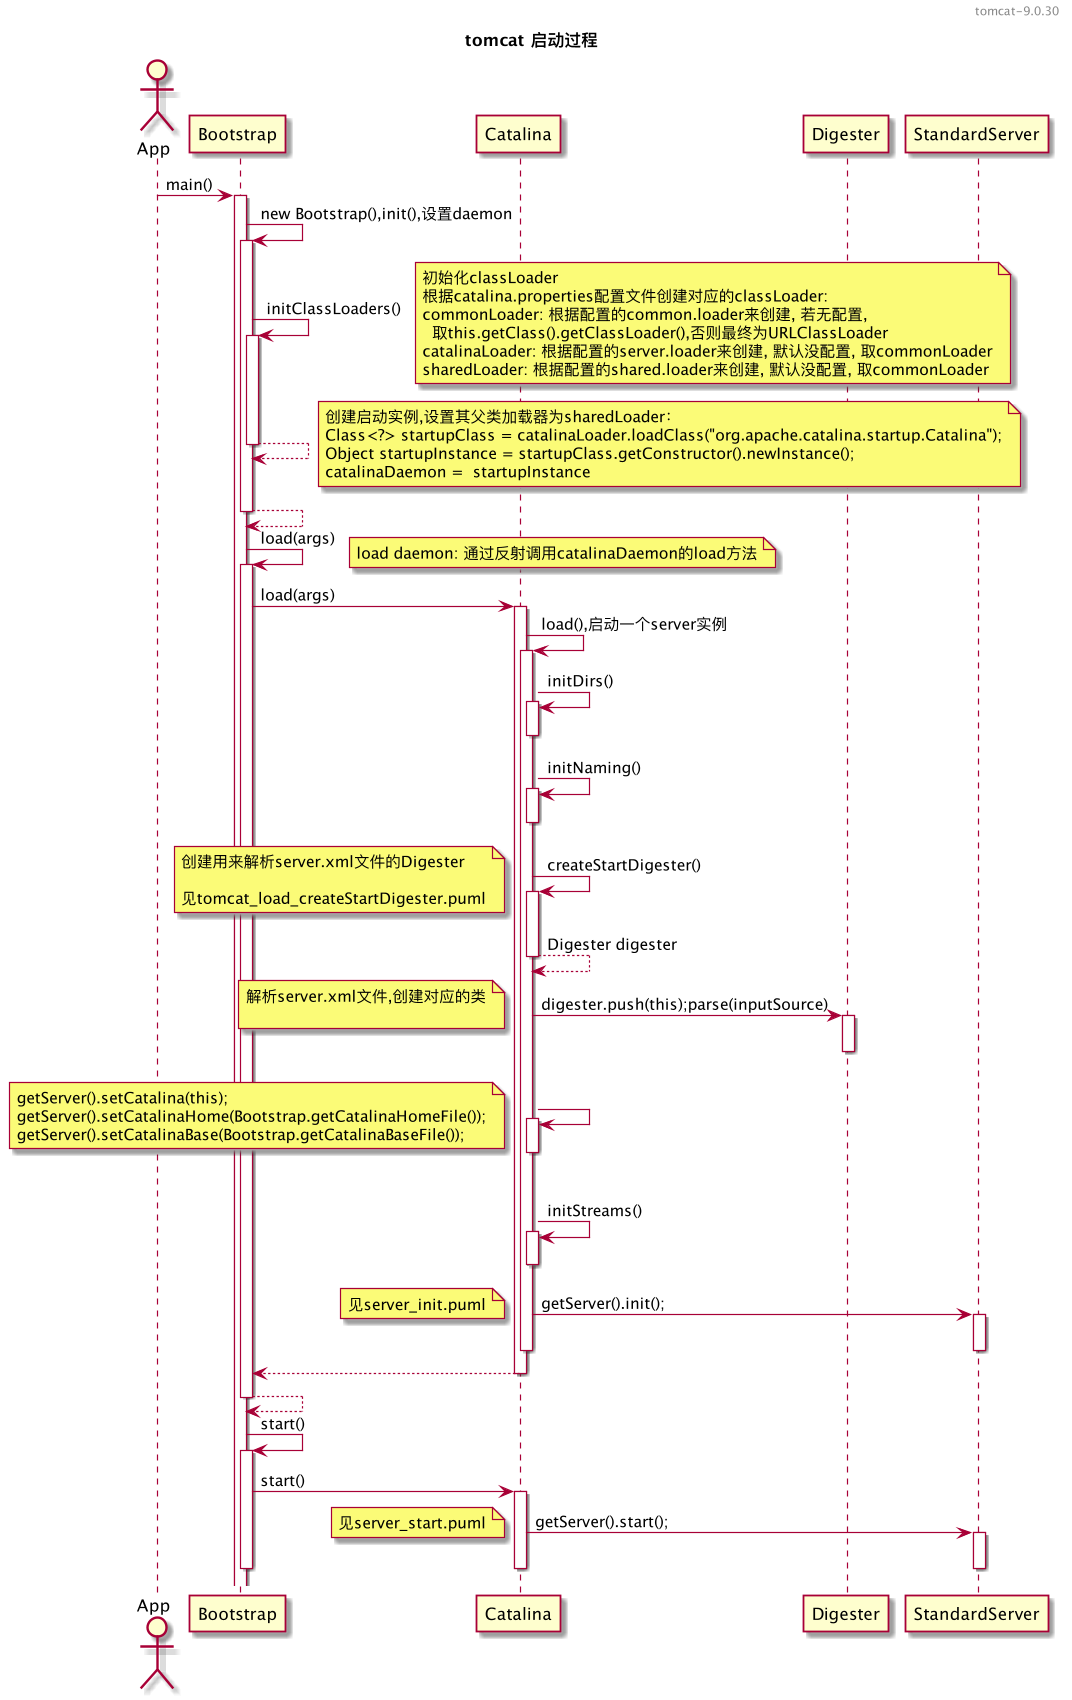 tomcat-9.0.30
tomcat 启动过程
App
Bootstrap
Catalina
Digester
StandardServer
main()
new Bootstrap(),init(),设置daemon
初始化classLoader
根据catalina.properties配置文件创建对应的classLoader:
commonLoader: 根据配置的common.loader来创建, 若无配置,
取this.getClass().getClassLoader(),否则最终为URLClassLoader
catalinaLoader: 根据配置的server.loader来创建, 默认没配置, 取commonLoader
sharedLoader: 根据配置的shared.loader来创建, 默认没配置, 取commonLoader
initClassLoaders()
创建启动实例,设置其父类加载器为sharedLoader:
Class<?> startupClass = catalinaLoader.loadClass("org.apache.catalina.startup.Catalina");
Object startupInstance = startupClass.getConstructor().newInstance();
catalinaDaemon =  startupInstance
load(args)
load daemon: 通过反射调用catalinaDaemon的load方法
load(args)
load(),启动一个server实例
initDirs()
initNaming()
创建用来解析server.xml文件的Digester
见tomcat_load_createStartDigester.puml
createStartDigester()
Digester digester
解析server.xml文件,创建对应的类
digester.push(this);parse(inputSource)
getServer().setCatalina(this);
getServer().setCatalinaHome(Bootstrap.getCatalinaHomeFile());
getServer().setCatalinaBase(Bootstrap.getCatalinaBaseFile());
initStreams()
见server_init.puml
getServer().init();
start()
start()
见server_start.puml
getServer().start();
App
Bootstrap
Catalina
Digester
StandardServer